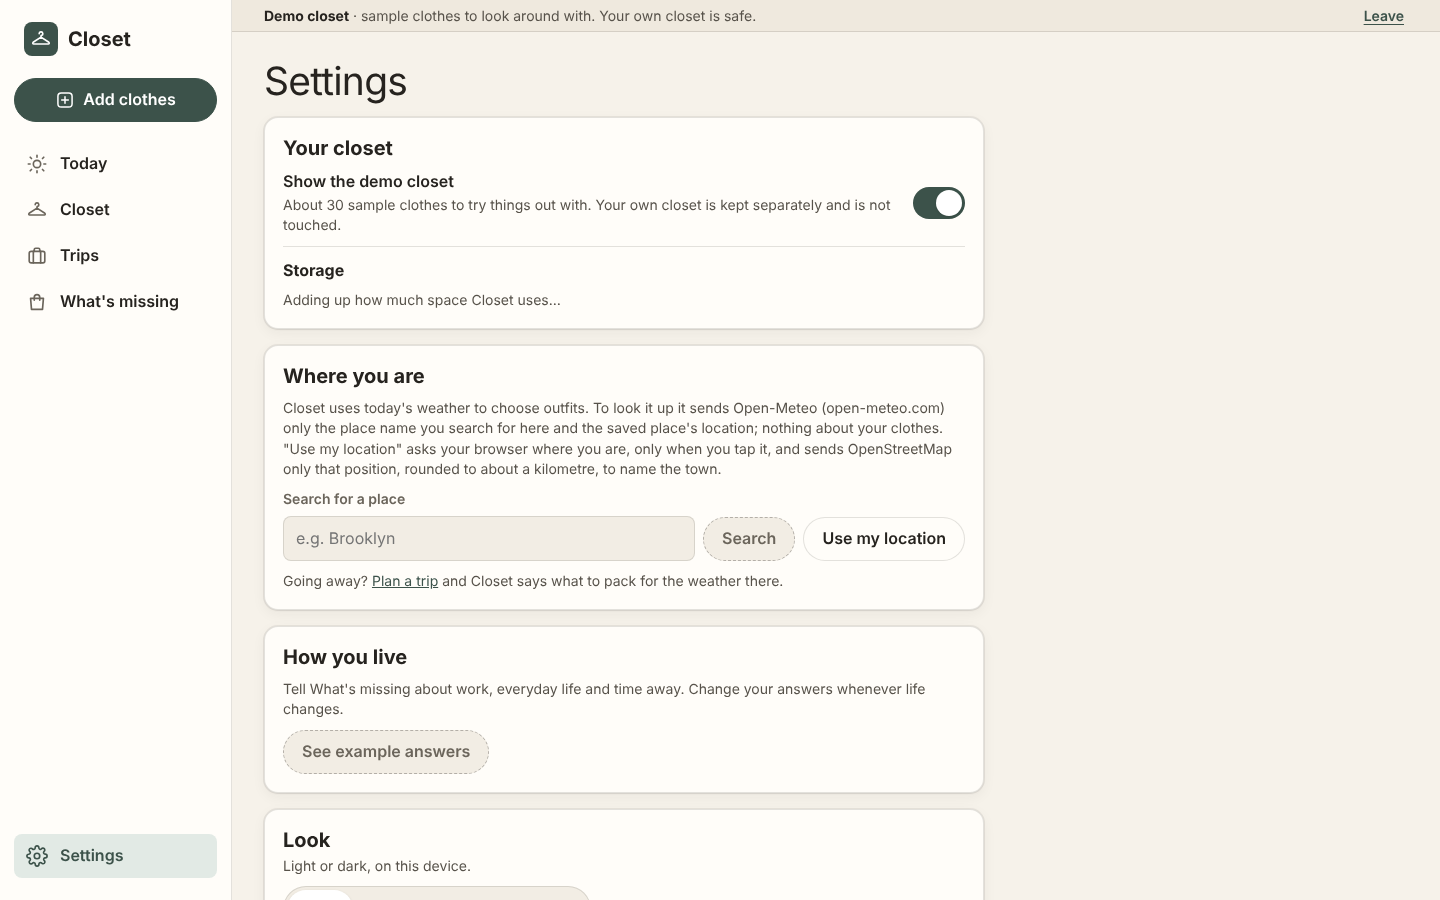 Closet
Add clothes
Today
Closet
Trips
What's missing
Settings
Demo closet · sample clothes to look around with. Your own closet is safe.
Leave
Settings
Your closet
Show the demo closet
About 30 sample clothes to try things out with. Your own closet is kept separately and is not
touched.
Storage
Adding up how much space Closet uses...
Where you are
Closet uses today's weather to choose outfits. To look it up it sends Open-Meteo (open-meteo.com)
only the place name you search for here and the saved place's location; nothing about your clothes.
"Use my location" asks your browser where you are, only when you tap it, and sends OpenStreetMap
only that position, rounded to about a kilometre, to name the town.
Search for a place
e.g. Brooklyn
Search
Use my location
Going away? Plan a trip and Closet says what to pack for the weather there.
How you live
Tell What's missing about work, everyday life and time away. Change your answers whenever life
changes.
See example answers
Look
Light or dark, on this device.